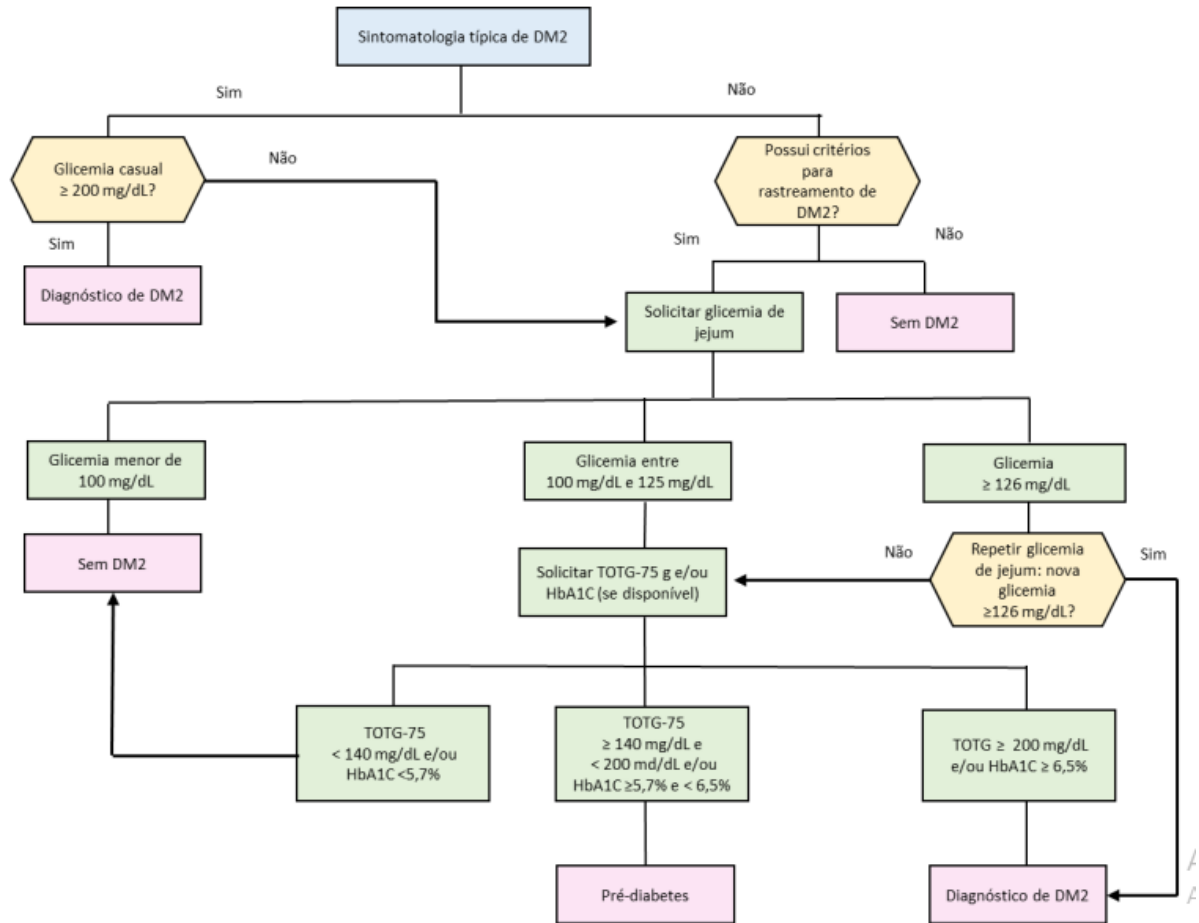 Sintomatologia típica de DM2
Sim
Não
Glicemia casual
≥ 200 mg/dL?
Não
Possui critérios
para
rastreamento de
DM2?
Sim
Sim
Não
Diagnóstico de DM2
Solicitar glicemia de
jejum
Sem DM2
Glicemia menor de
100 mg/dL
Glicemia entre
100 mg/dL e 125 mg/dL
Glicemia
≥ 126 mg/dL
Sem DM2
Solicitar TOTG-75 g e/ou
HbA1C (se disponível)
Não
Repetir glicemia
de jejum: nova
glicemia
≥126 mg/dL?
Sim
TOTG-75
< 140 mg/dL e/ou
HbA1C <5,7%
TOTG-75
≥ 140 mg/dL e
< 200 md/dL e/ou
HbA1C ≥5,7% e < 6,5%
TOTG ≥ 200 mg/dL
e/ou HbA1C ≥ 6,5%
Pré-diabetes
Diagnóstico de DM2